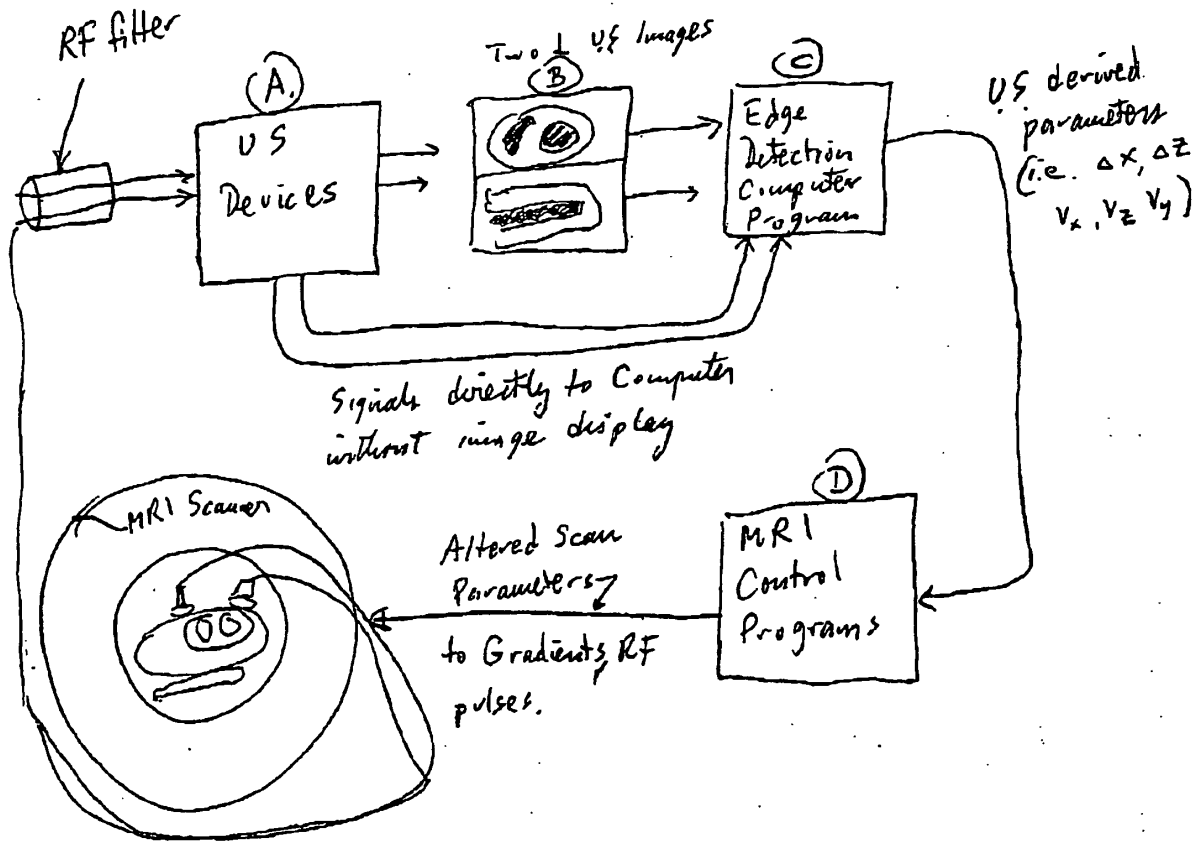 RF filter
A.
US
Devices
Two ⊥ US Images
B
C
Edge
Detection
Computer
Program
US derived
parameters
(i.e. ΔX, ΔZ
Vx, Vz Vy)
Signals directly to Computer
without image display
D
MRI
Control
Programs
Altered Scan
Parameters
to Gradients, RF
pulses.
MRI Scanner